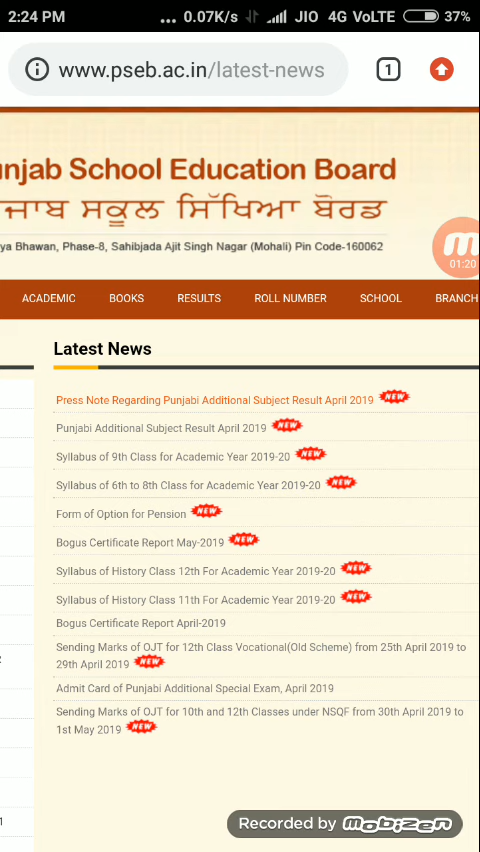 2:24 PM ... 0.07K/s JIO 4G VoLTE 37%
www.pseb.ac.in/latest-news 1
njab School Education Board
ਜਾਬ ਸਕੂਲ ਸਿੱਖਿਆ ਬੋਰਡ
ya Bhawan, Phase-8, Sahibjada Ajit Singh Nagar (Mohali) Pin Code-160062
01:20
ACADEMIC BOOKS RESULTS ROLL NUMBER SCHOOL BRANCH
Latest News
Press Note Regarding Punjabi Additional Subject Result April 2019 NEW
Punjabi Additional Subject Result April 2019 NEW
Syllabus of 9th Class for Academic Year 2019-20 NEW
Syllabus of 6th to 8th Class for Academic Year 2019-20 NEW
Form of Option for Pension NEW
Bogus Certificate Report May-2019 NEW
Syllabus of History Class 12th For Academic Year 2019-20 NEW
Syllabus of History Class 11th For Academic Year 2019-20 NEW
Bogus Certificate Report April-2019
Sending Marks of OJT for 12th Class Vocational(Old Scheme) from 25th April 2019 to
29th April 2019 NEW
Admit Card of Punjabi Additional Special Exam, April 2019
Sending Marks of OJT for 10th and 12th Classes under NSQF from 30th April 2019 to
1st May 2019 NEW
Recorded by MOBIZEN